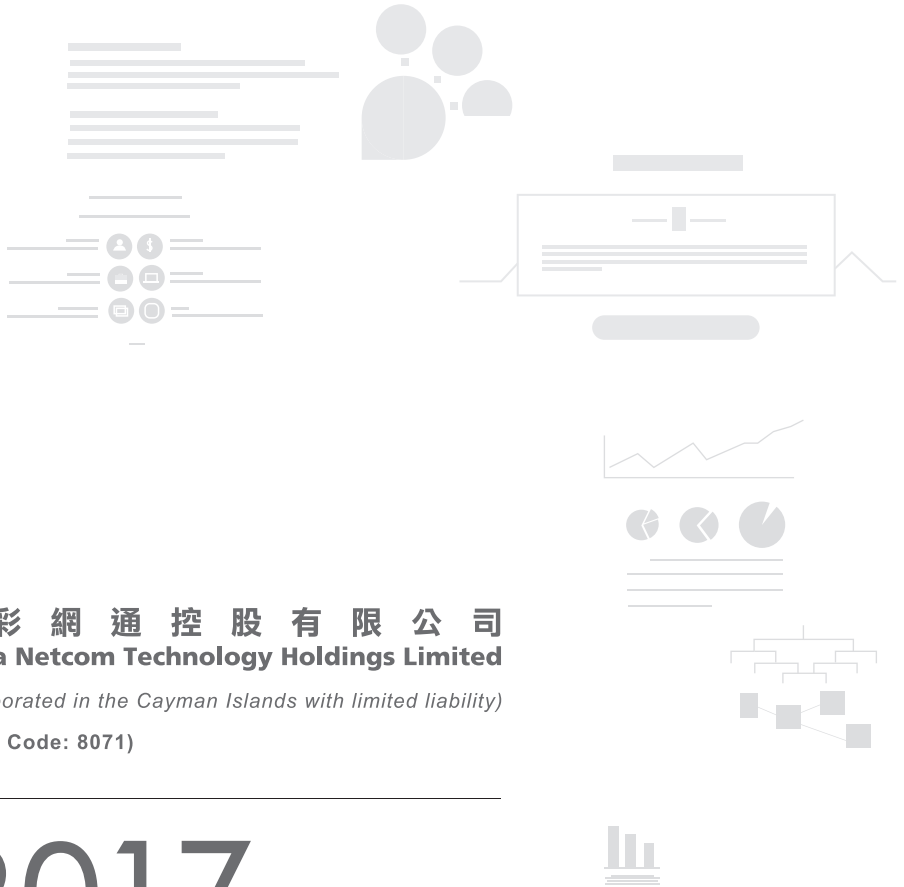 彩網通控股有限公司
a Netcom Technology Holdings Limited
orated in the Cayman Islands with limited liability)
Code: 8071)
2017